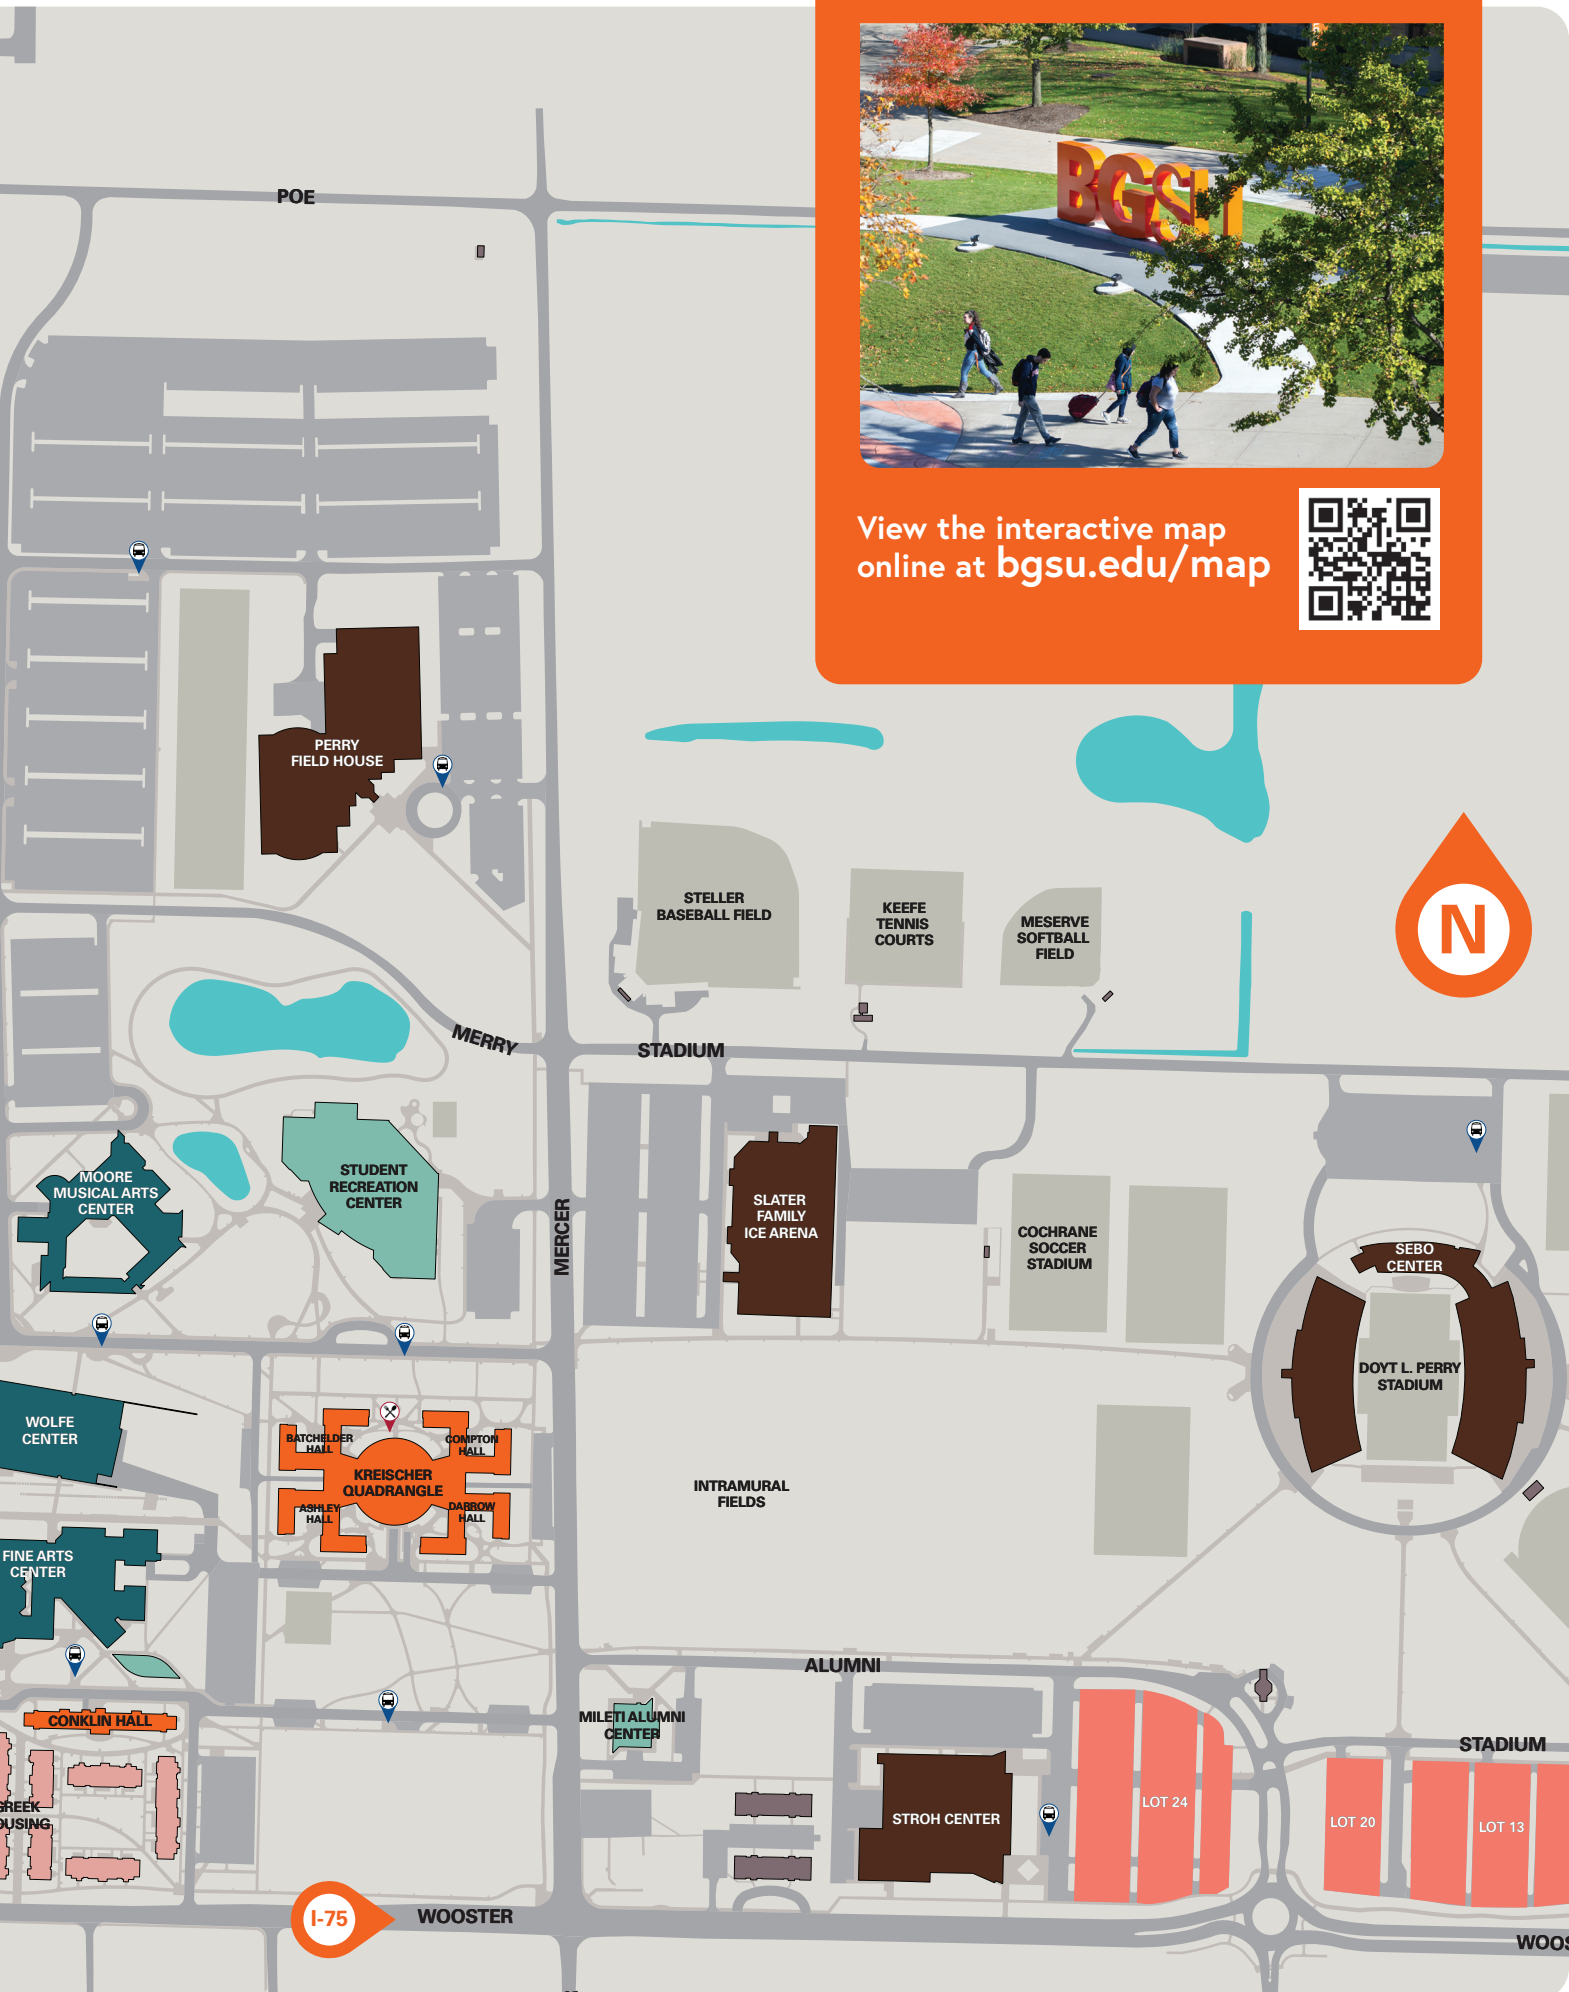 BGSU
View the interactive map
online at bgsu.edu/map
POE
PERRY
FIELD HOUSE
STELLER
BASEBALL FIELD
KEEFE
TENNIS
COURTS
MESERVE
SOFTBALL
FIELD
N
MERRY
STADIUM
MOORE
MUSICAL ARTS
CENTER
STUDENT
RECREATION
CENTER
MERCER
SLATER
FAMILY
ICE ARENA
COCHRANE
SOCCER
STADIUM
SEBO
CENTER
DOYT L. PERRY
STADIUM
WOLFE
CENTER
BATCHELDER
HALL
COMPTON
HALL
KREISCHER
QUADRANGLE
ASHLEY
HALL
DARROW
HALL
INTRAMURAL
FIELDS
FINE ARTS
CENTER
ALUMNI
CONKLIN HALL
MILETI ALUMNI
CENTER
STADIUM
GREEK
OUSING
STROH CENTER
LOT 24
LOT 20
LOT 13
I-75
WOOSTER
WOOS